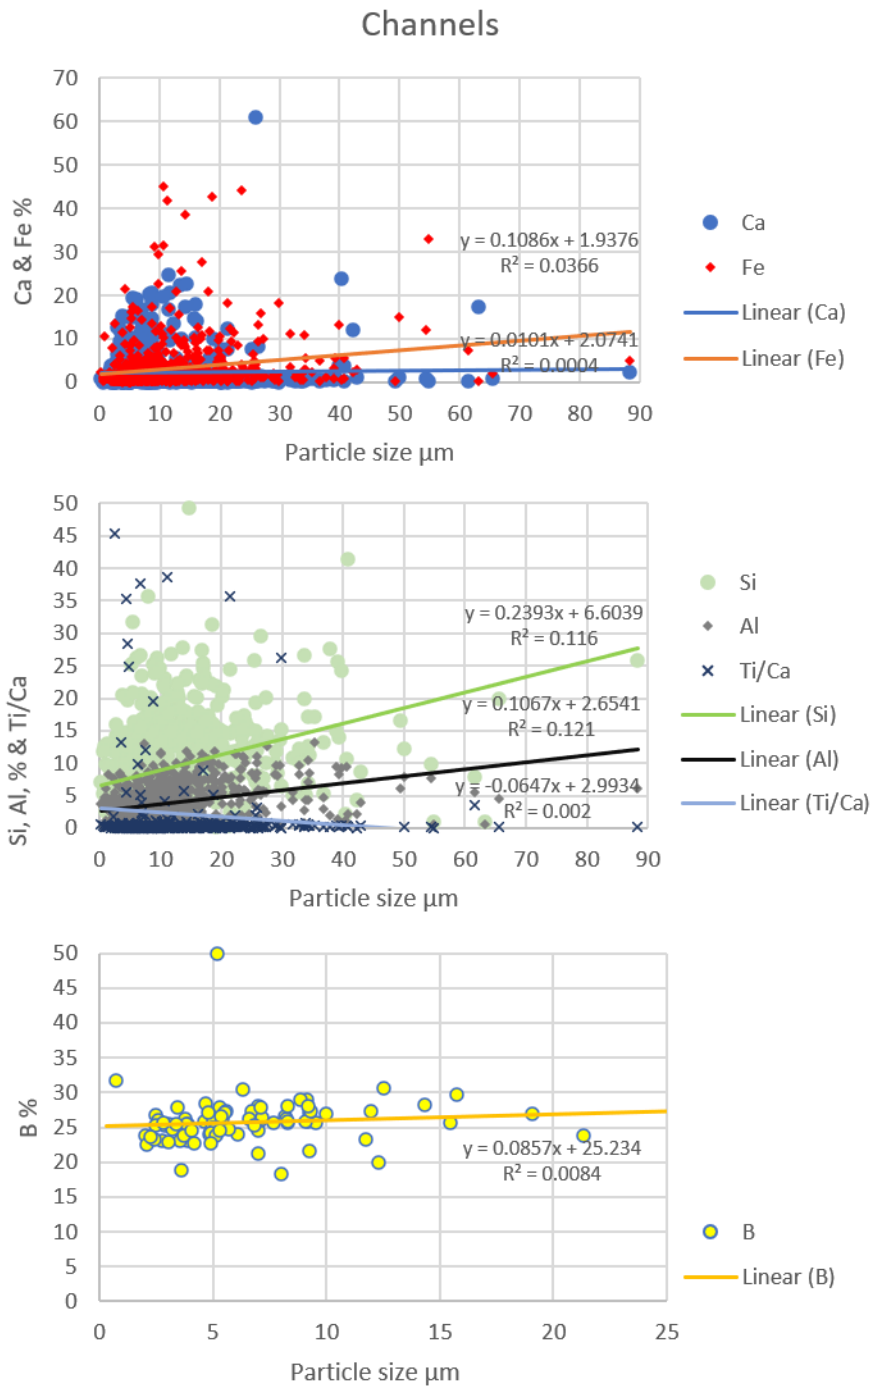 Channels
70
60
50
40
30
20
10
0
Ca & Fe %
y = 0.1086x + 1.9376
R² = 0.0366
y = 0.0101x + 2.0741
R² = 0.0004
0 10 20 30 40 50 60 70 80 90
Particle size μm
Ca
Fe
Linear (Ca)
Linear (Fe)
50
45
40
35
30
25
20
15
10
5
0
Si, Al, % & Ti/Ca
y = 0.2393x + 6.6039
R² = 0.116
y = 0.1067x + 2.6541
R² = 0.121
y = -0.0647x + 2.9934
R² = 0.002
0 10 20 30 40 50 60 70 80 90
Particle size μm
Si
Al
Ti/Ca
Linear (Si)
Linear (Al)
Linear (Ti/Ca)
50
45
40
35
30
25
20
15
10
5
0
B %
y = 0.0857x + 25.234
R² = 0.0084
0 5 10 15 20 25
Particle size μm
B
Linear (B)